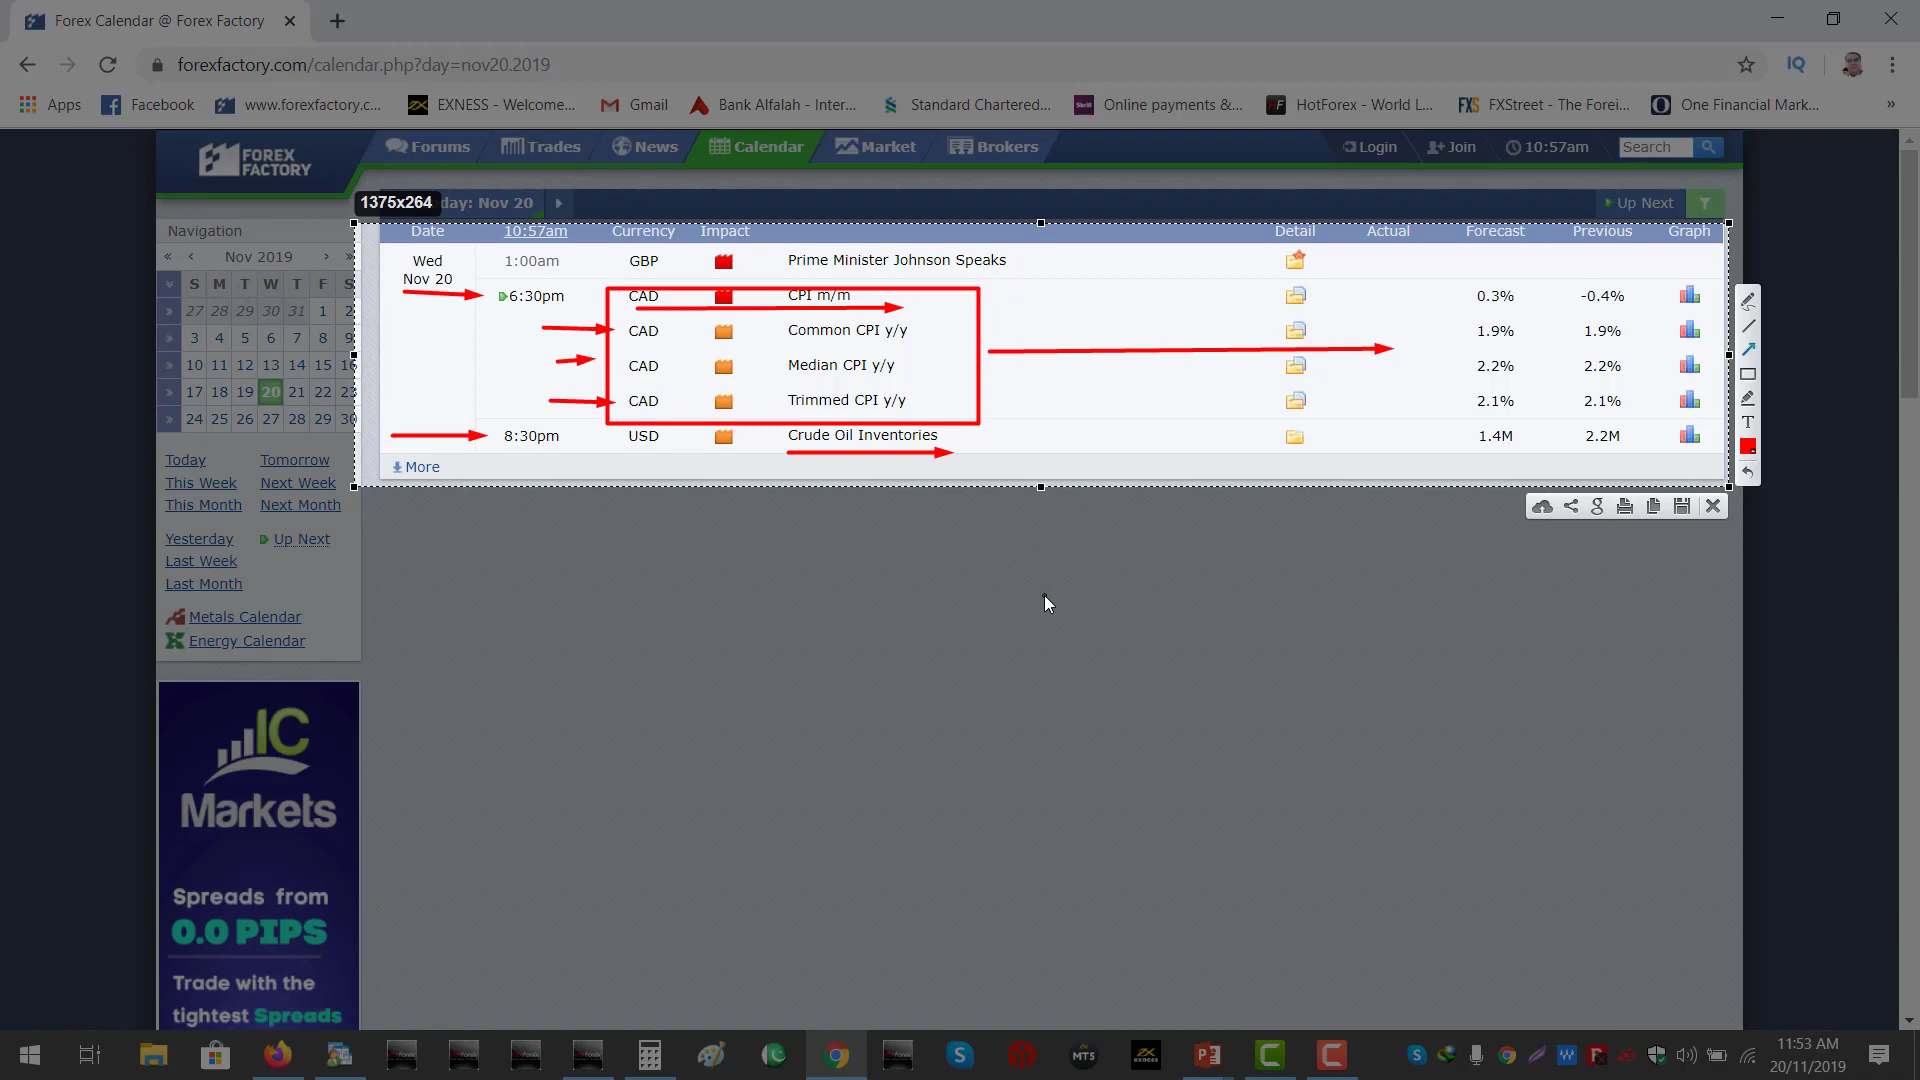 Forex Calendar @ Forex Factory
forexfactory.com/calendar.php?day=nov20.2019
IQ
Apps Facebook www.forexfactory.c... EXNESS - Welcome... Gmail Bank Alfalah - Inter... Standard Chartered... Skrill Online payments &... HotForex - World L... FXS FXStreet - The Forei... One Financial Mark... »
FOREX FACTORY
Forums Trades News Calendar Market Brokers Login Join 10:57am Search
1375x264 day: Nov 20 Up Next
Navigation
« ‹ Nov 2019 › »
S M T W T F S
27 28 29 30 31 1 2
3 4 5 6 7 8 9
10 11 12 13 14 15 16
17 18 19 20 21 22 23
24 25 26 27 28 29 30
Today Tomorrow
This Week Next Week
This Month Next Month
Yesterday Up Next
Last Week
Last Month
Metals Calendar
Energy Calendar
Date 10:57am Currency Impact Detail Actual Forecast Previous Graph
Wed Nov 20 1:00am GBP Prime Minister Johnson Speaks
6:30pm CAD CPI m/m 0.3% -0.4%
CAD Common CPI y/y 1.9% 1.9%
CAD Median CPI y/y 2.2% 2.2%
CAD Trimmed CPI y/y 2.1% 2.1%
8:30pm USD Crude Oil Inventories 1.4M 2.2M
More
T
g
IC
Markets
Spreads from
0.0 PIPS
Trade with the
tightest Spreads
MT5
11:53 AM
20/11/2019